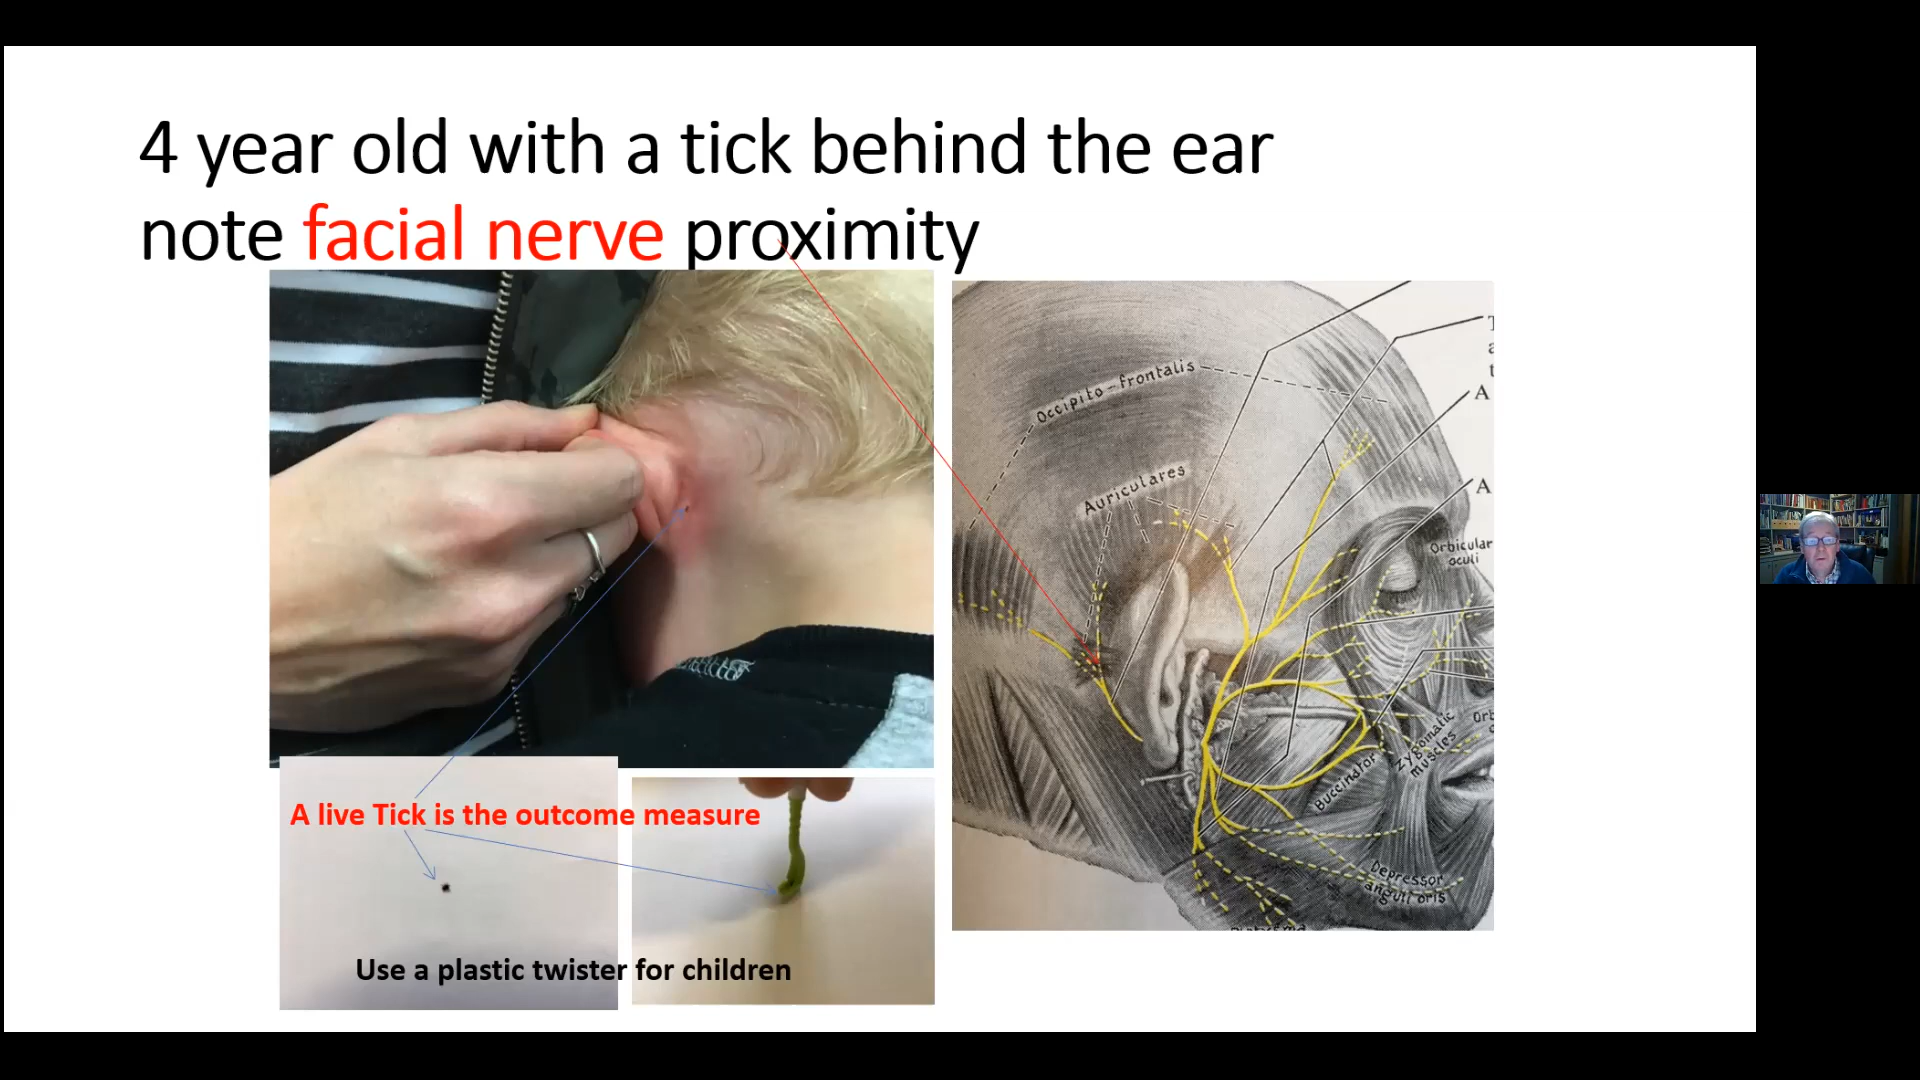 4 year old with a tick behind the ear
note facial nerve proximity
Occipito-frontalis
Auriculares
A
A
Orbicular
oculi
Zygomatic
muscles
Buccinator
Depressor
anguli oris
A live Tick is the outcome measure
Use a plastic twister for children